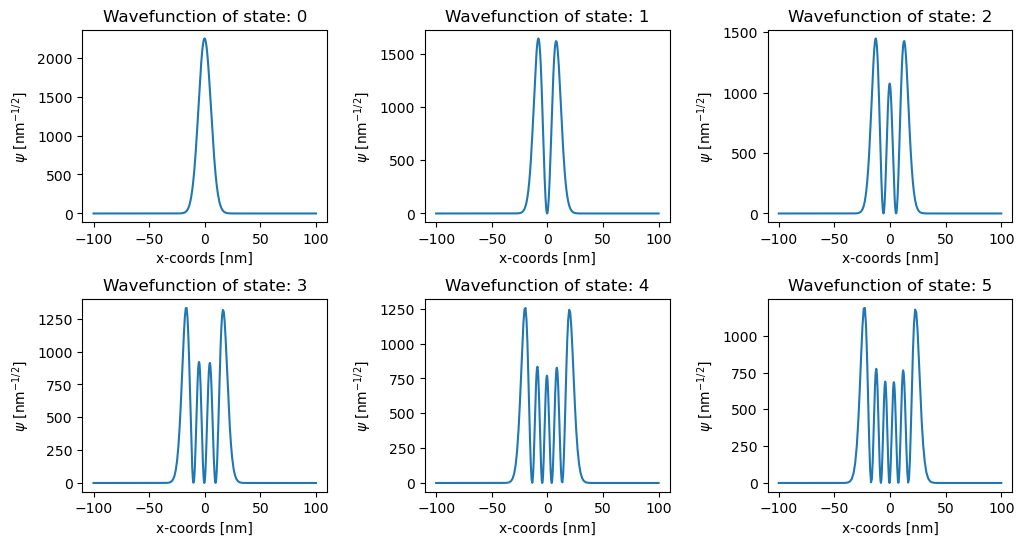 Wavefunction of state: 0
Wavefunction of state: 1
Wavefunction of state: 2
ψ [nm⁻¹/²]
2000
1500
1000
500
0
−100 −50 0 50 100
x-coords [nm]
ψ [nm⁻¹/²]
1500
1000
500
0
−100 −50 0 50 100
x-coords [nm]
ψ [nm⁻¹/²]
1500
1000
500
0
−100 −50 0 50 100
x-coords [nm]
Wavefunction of state: 3
Wavefunction of state: 4
Wavefunction of state: 5
ψ [nm⁻¹/²]
1250
1000
750
500
250
0
−100 −50 0 50 100
x-coords [nm]
ψ [nm⁻¹/²]
1250
1000
750
500
250
0
−100 −50 0 50 100
x-coords [nm]
ψ [nm⁻¹/²]
1000
750
500
250
0
−100 −50 0 50 100
x-coords [nm]